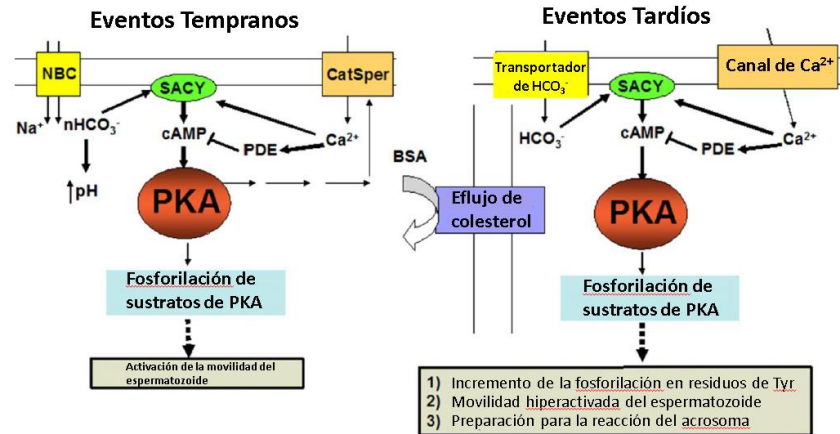 Eventos Tempranos
NBC
SACY
CatSper
Na⁺
nHCO₃⁻
cAMP
PDE
Ca²⁺
↑pH
PKA
Fosforilación de
sustratos de PKA
Activación de la movilidad del
espermatozoide
BSA
Eflujo de
colesterol
Eventos Tardíos
Transportador
de HCO₃⁻
SACY
Canal de Ca²⁺
HCO₃⁻
cAMP
PDE
Ca²⁺
PKA
Fosforilación de
sustratos de PKA
1) Incremento de la fosforilación en residuos de Tyr
2) Movilidad hiperactivada del espermatozoide
3) Preparación para la reacción del acrosoma